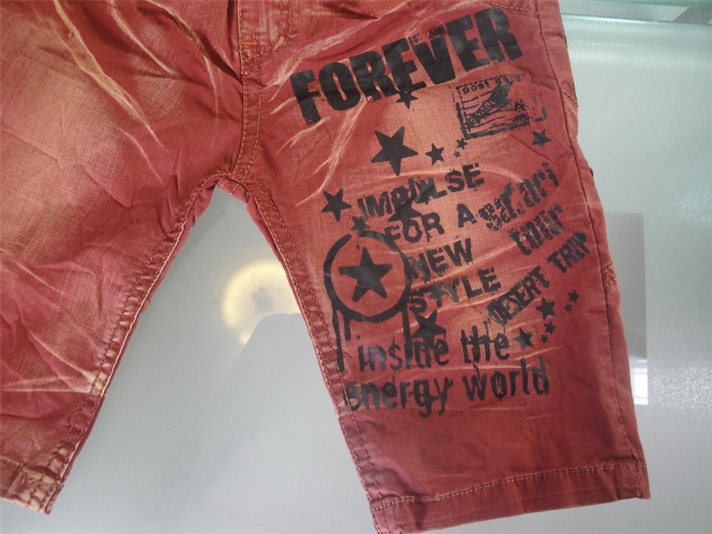 FOREVER
IMPULSE
FOR A
NEW
STYLE
safari
tour
DESERT TRIP
inside the
energy world